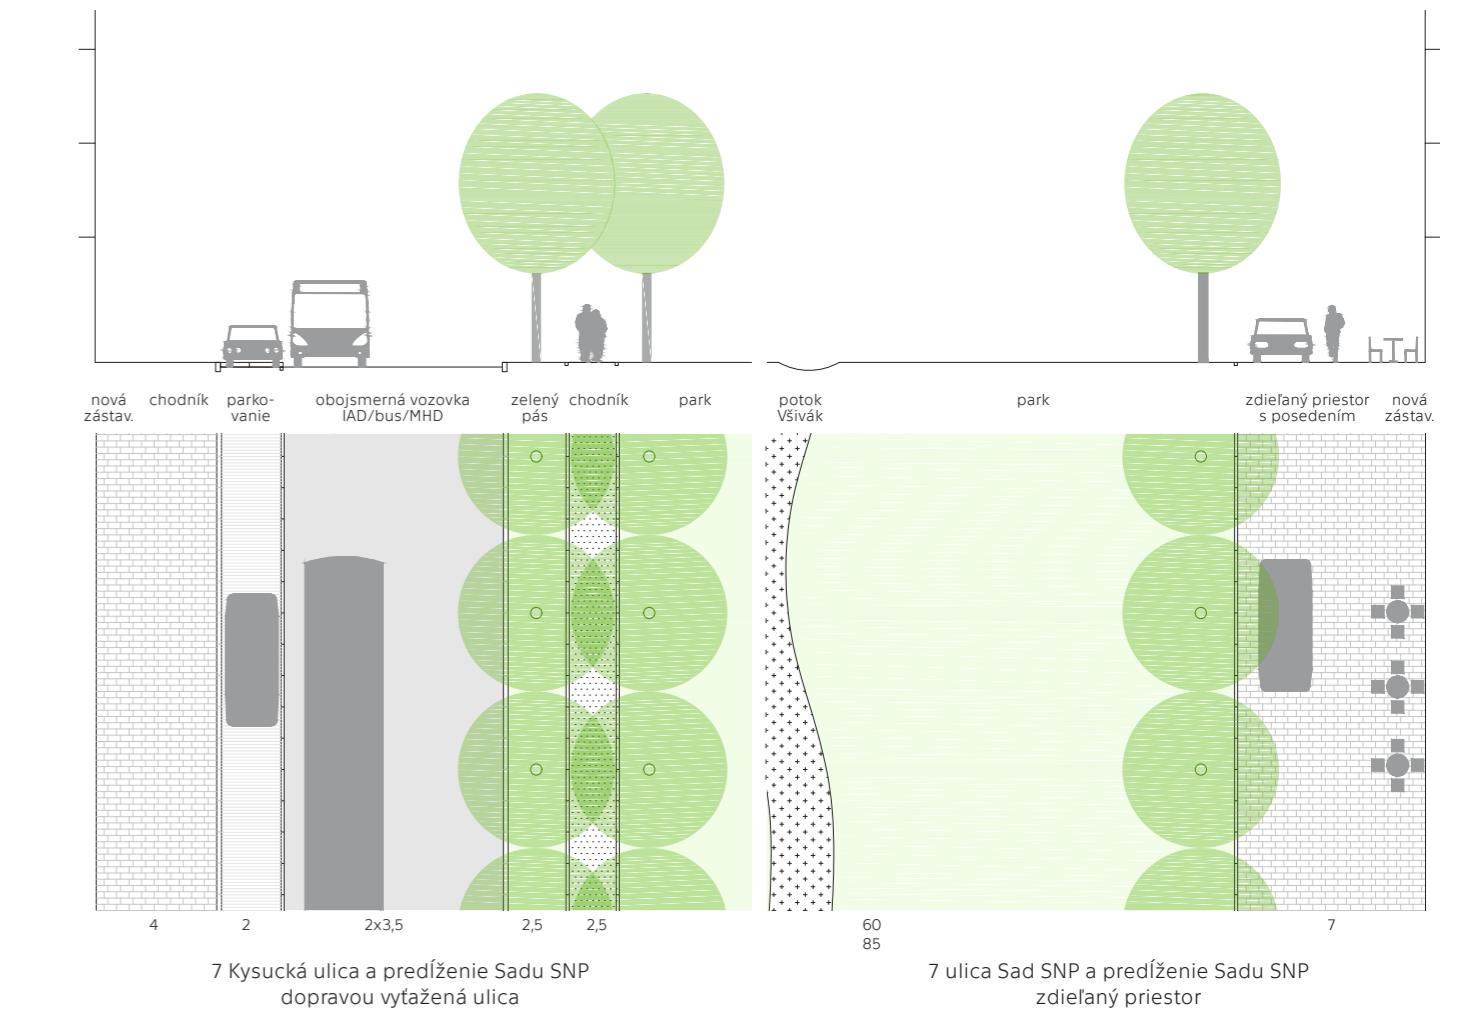 nová chodník parko- obojsmerná vozovka zelený chodník park potok park zdieľaný priestor nová
zástav. vanie IAD/bus/MHD pás Všivák s posedením zástav.
4 2 2x3,5 2,5 2,5 60 7
85
7 Kysucká ulica a predĺženie Sadu SNP
dopravou vyťažená ulica
7 ulica Sad SNP a predĺženie Sadu SNP
zdieľaný priestor